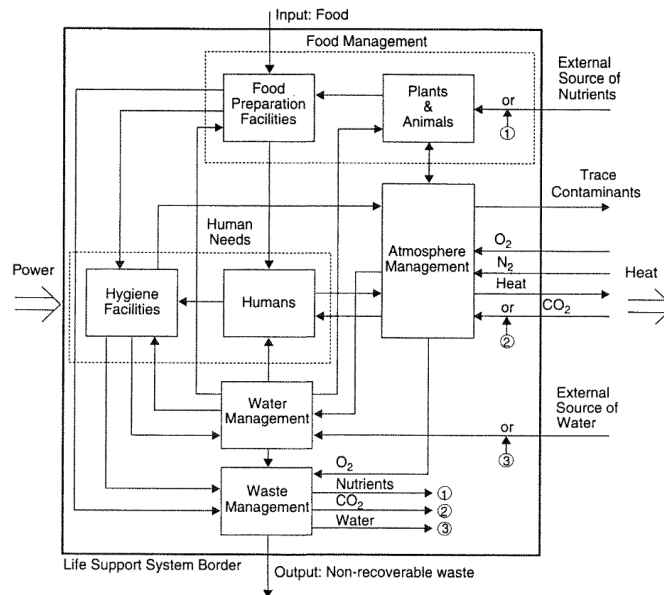 Input: Food
Food Management
Food
Preparation
Facilities
Plants
&
Animals
or
①
External
Source of
Nutrients
Trace
Contaminants
Human
Needs
Atmosphere
Management
O₂
N₂
Heat
or
CO₂
②
Power
Heat
Hygiene
Facilities
Humans
Water
Management
External
Source of
Water
or
③
Waste
Management
O₂
Nutrients
①
CO₂
②
Water
③
Life Support System Border
Output: Non-recoverable waste